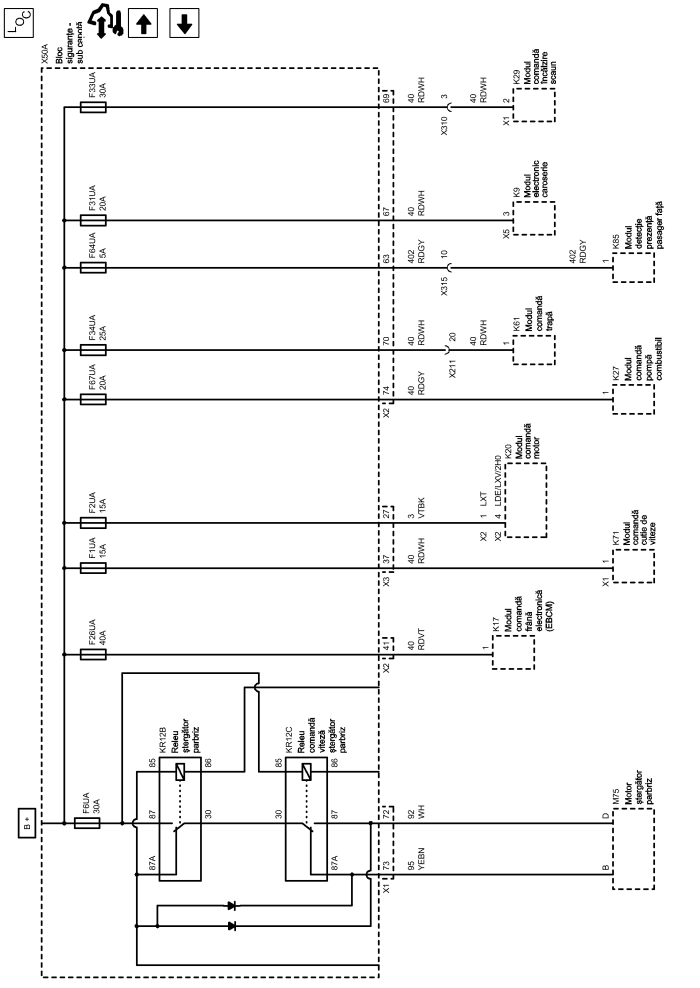 LOC
X50A
Bloc
siguranțe -
sub capotă
F33UA
30A
69
40
RDWH
3
X310
40
RDWH
X1
2
K29
Modul
comandă
încălzire
scaun
F31UA
20A
67
40
RDWH
X5
3
K9
Modul
electronic
caroserie
F64UA
5A
63
402
RDGY
10
X315
402
RDGY
1
K85
Modul
detecție
prezență
pasager față
F34UA
25A
70
40
RDWH
20
X211
40
RDWH
1
K61
Modul
comandă
trapă
F67UA
20A
X2
74
40
RDGY
1
K27
Modul
comandă
pompă
combustibil
F2UA
15A
27
3
VTBK
X2
1
LXT
X2
4
LDE/LXV/2H0
K20
Modul
comandă
motor
F1UA
15A
X3
37
40
RDWH
X1
1
K71
Modul
comandă
cutie de
viteze
F26UA
40A
X2
41
40
RDVT
1
K17
Modul
comandă
frână
electronică
(EBCM)
B +
F6UA
30A
KR12B
Releu
ștergător
parbriz
85
86
87
30
87A
KR12C
Releu
comandă
viteză
ștergător
parbriz
85
86
30
87
87A
72
92
WH
D
X1
73
95
YEBN
B
M75
Motor
ștergător
parbriz